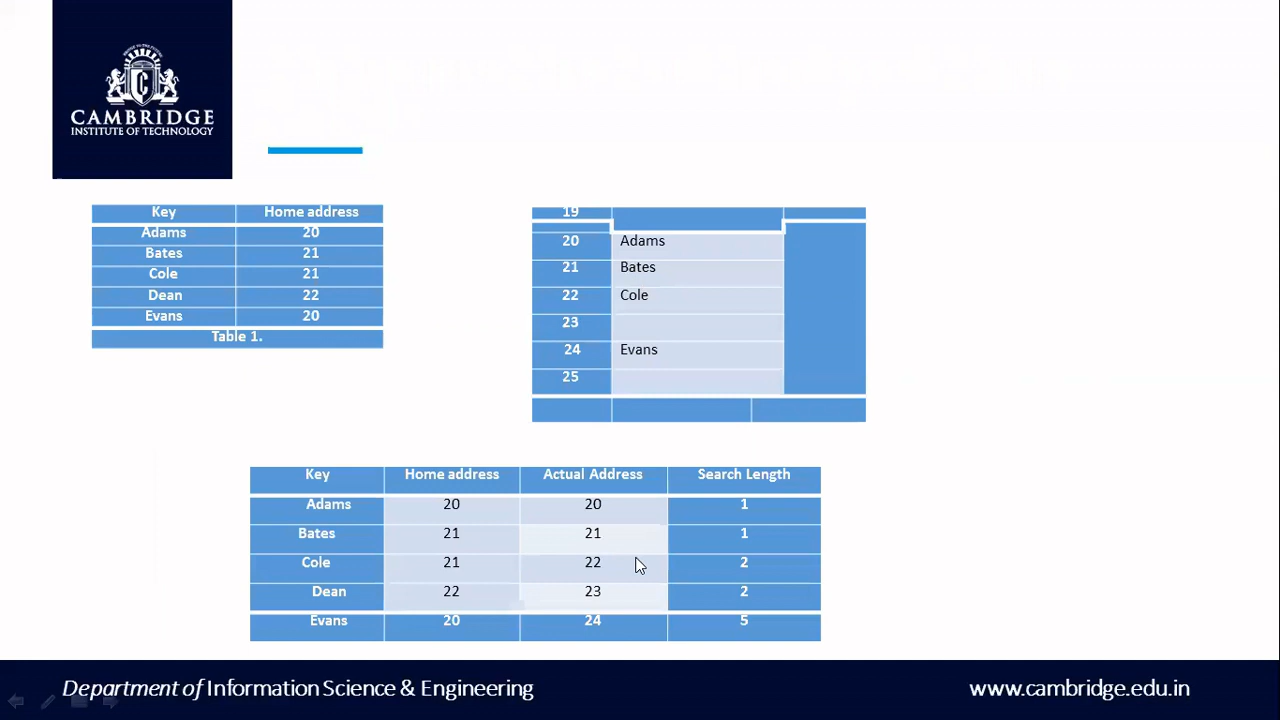 CAMBRIDGE
INSTITUTE OF TECHNOLOGY
Key Home address
Adams 20
Bates 21
Cole 21
Dean 22
Evans 20
Table 1.
19
20 Adams
21 Bates
22 Cole
23
24 Evans
25
Key Home address Actual Address Search Length
Adams 20 20 1
Bates 21 21 1
Cole 21 22 2
Dean 22 23 2
Evans 20 24 5
Department of Information Science & Engineering
www.cambridge.edu.in